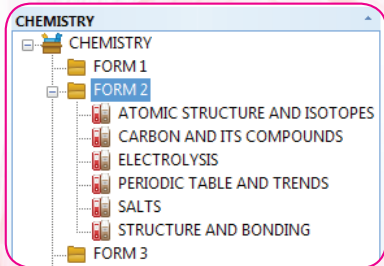 CHEMISTRY
CHEMISTRY
FORM 1
FORM 2
ATOMIC STRUCTURE AND ISOTOPES
CARBON AND ITS COMPOUNDS
ELECTROLYSIS
PERIODIC TABLE AND TRENDS
SALTS
STRUCTURE AND BONDING
FORM 3